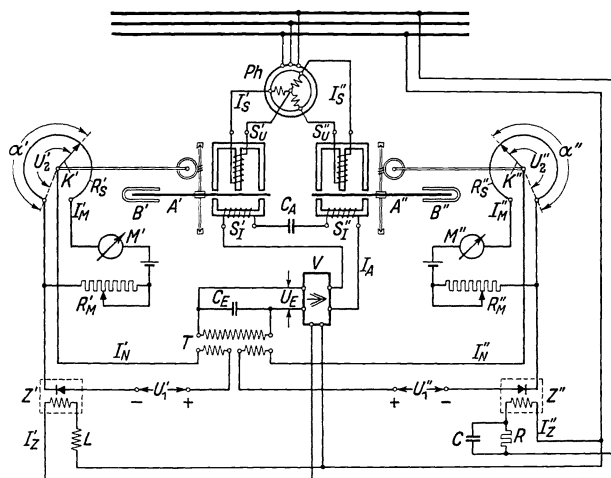 Ph
I'_S I''_S
S'_U S''_U
α' U'_2 K' R'_S U''_2 α'' K'' R''_S
I'_M B' A' C_A A'' B'' I''_M
S'_I S''_I
M' M''
V I_A
R'_M C_E U_E R''_M
T
I'_N I''_N
Z' − U'_1 + + U''_1 − Z''
I'_Z L C R I''_Z